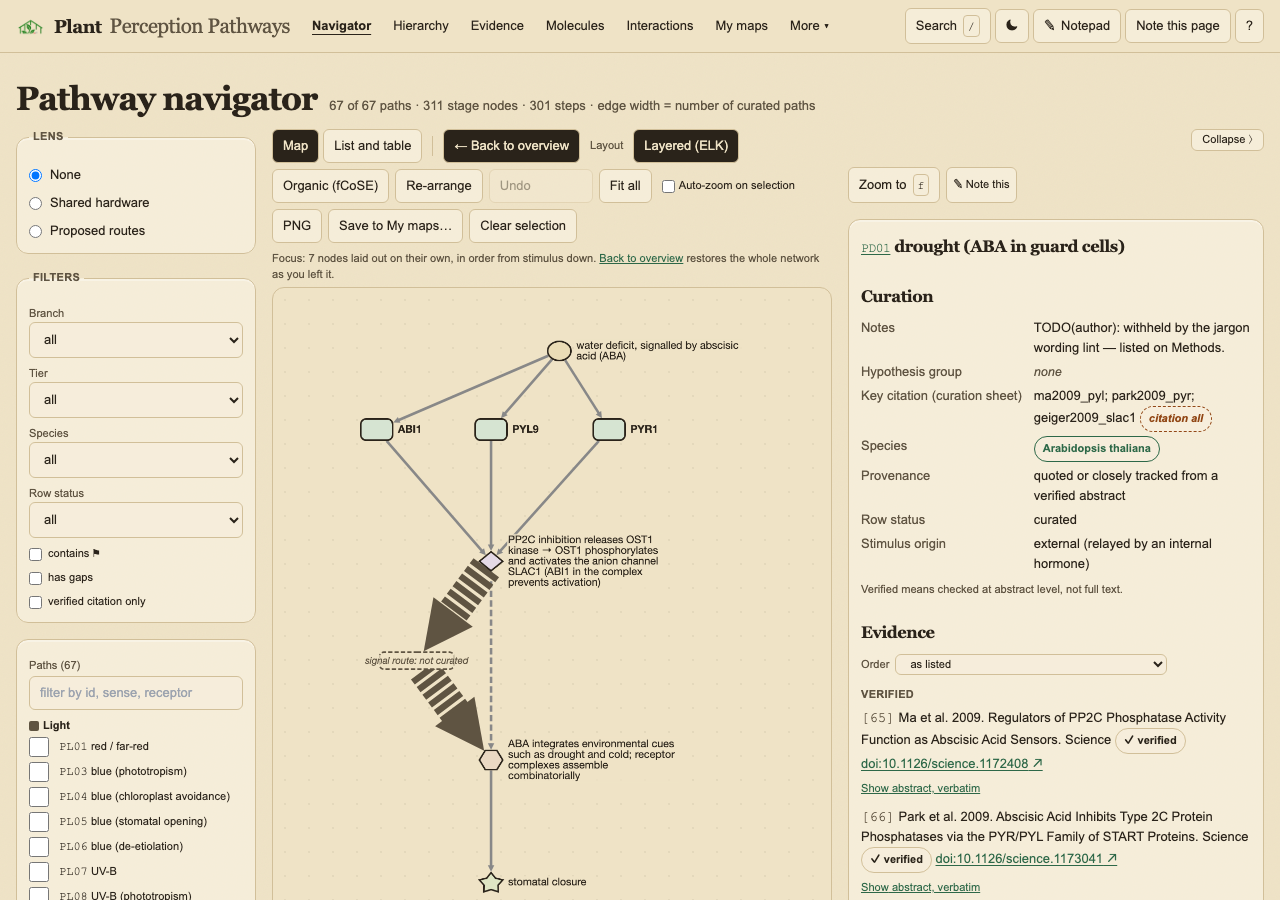 Plant Perception Pathways
Navigator Hierarchy Evidence Molecules Interactions My maps More ▾
Search / ✎ Notepad Note this page ?
Pathway navigator
67 of 67 paths · 311 stage nodes · 301 steps · edge width = number of curated paths
LENS
None
Shared hardware
Proposed routes
FILTERS
Branch
all
Tier
all
Species
all
Row status
all
contains ⚑
has gaps
verified citation only
Paths (67)
filter by id, sense, receptor
Light
PL01 red / far-red
PL03 blue (phototropism)
PL04 blue (chloroplast avoidance)
PL05 blue (stomatal opening)
PL06 blue (de-etiolation)
PL07 UV-B
PL08 UV-B (phototropism)
Map List and table ← Back to overview Layout Layered (ELK)
Organic (fCoSE) Re-arrange Undo Fit all Auto-zoom on selection
PNG Save to My maps… Clear selection
Focus: 7 nodes laid out on their own, in order from stimulus down. Back to overview restores the whole network
as you left it.
water deficit, signalled by abscisic
acid (ABA)
ABI1 PYL9 PYR1
PP2C inhibition releases OST1
kinase → OST1 phosphorylates
and activates the anion channel
SLAC1 (ABI1 in the complex
prevents activation)
signal route: not curated
ABA integrates environmental cues
such as drought and cold; receptor
complexes assemble
combinatorially
stomatal closure
Collapse ⟩
Zoom to f ✎ Note this
PD01 drought (ABA in guard cells)
Curation
Notes TODO(author): withheld by the jargon
wording lint — listed on Methods.
Hypothesis group none
Key citation (curation sheet) ma2009_pyl; park2009_pyr;
geiger2009_slac1 citation all
Species Arabidopsis thaliana
Provenance quoted or closely tracked from a
verified abstract
Row status curated
Stimulus origin external (relayed by an internal
hormone)
Verified means checked at abstract level, not full text.
Evidence
Order as listed
VERIFIED
[65] Ma et al. 2009. Regulators of PP2C Phosphatase Activity
Function as Abscisic Acid Sensors. Science ✓ verified
doi:10.1126/science.1172408 ↗
Show abstract, verbatim
[66] Park et al. 2009. Abscisic Acid Inhibits Type 2C Protein
Phosphatases via the PYR/PYL Family of START Proteins. Science
✓ verified doi:10.1126/science.1173041 ↗
Show abstract, verbatim